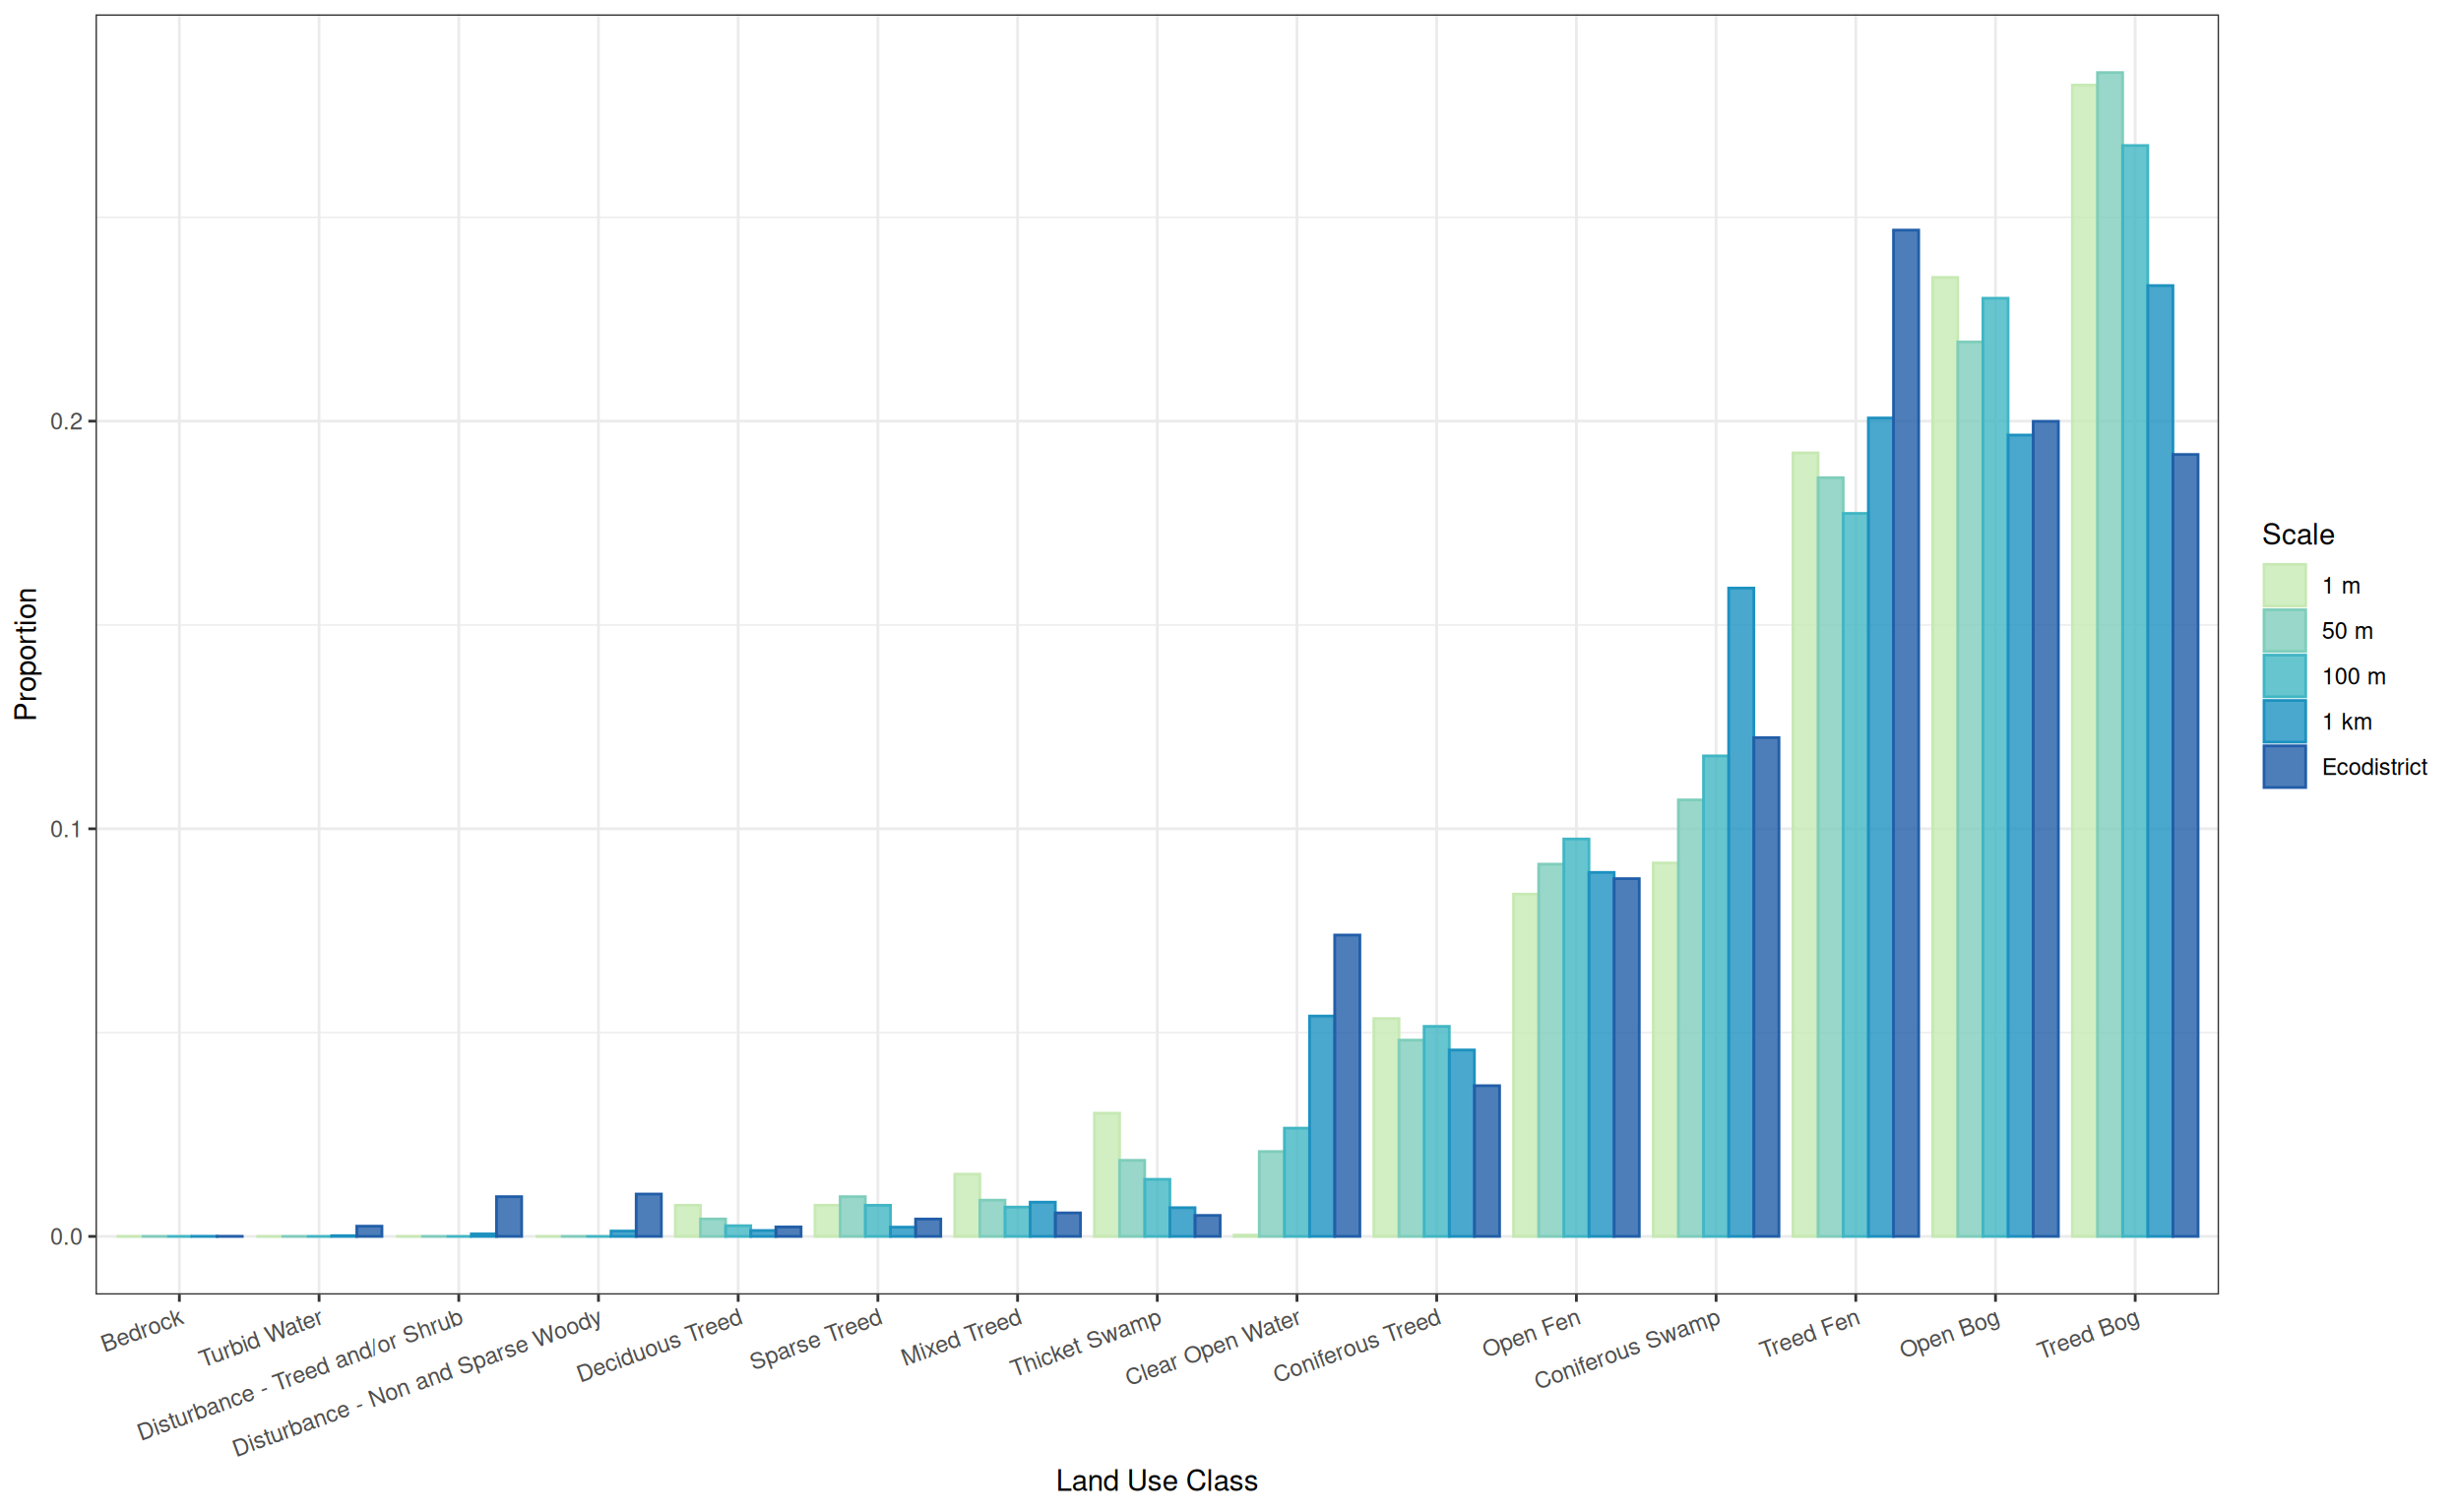 Proportion
0.2
0.1
0.0
Bedrock
Turbid Water
Disturbance - Treed and/or Shrub
Disturbance - Non and Sparse Woody
Deciduous Treed
Sparse Treed
Mixed Treed
Thicket Swamp
Clear Open Water
Coniferous Treed
Open Fen
Coniferous Swamp
Treed Fen
Open Bog
Treed Bog
Land Use Class
Scale
1 m
50 m
100 m
1 km
Ecodistrict